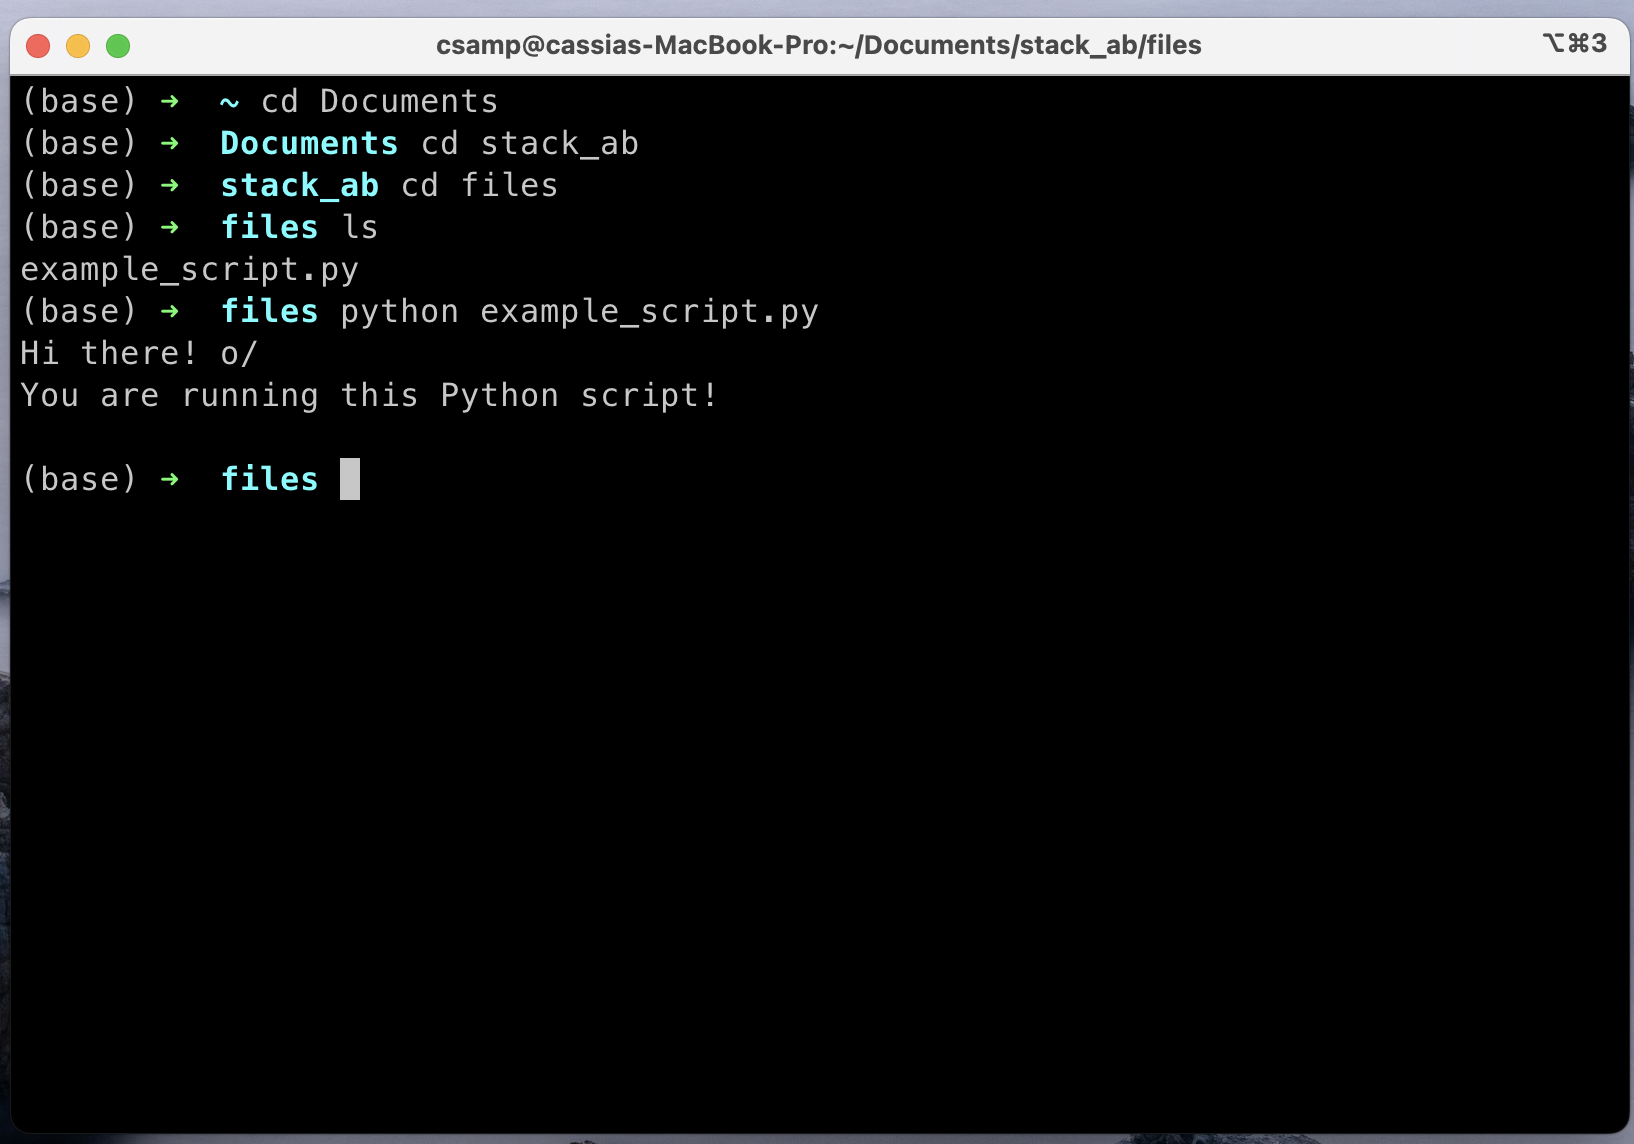 csamp@cassias-MacBook-Pro:~/Documents/stack_ab/files ⌥⌘3
(base) ➜  ~ cd Documents
(base) ➜  Documents cd stack_ab
(base) ➜  stack_ab cd files
(base) ➜  files ls
example_script.py
(base) ➜  files python example_script.py
Hi there! o/
You are running this Python script!
(base) ➜  files